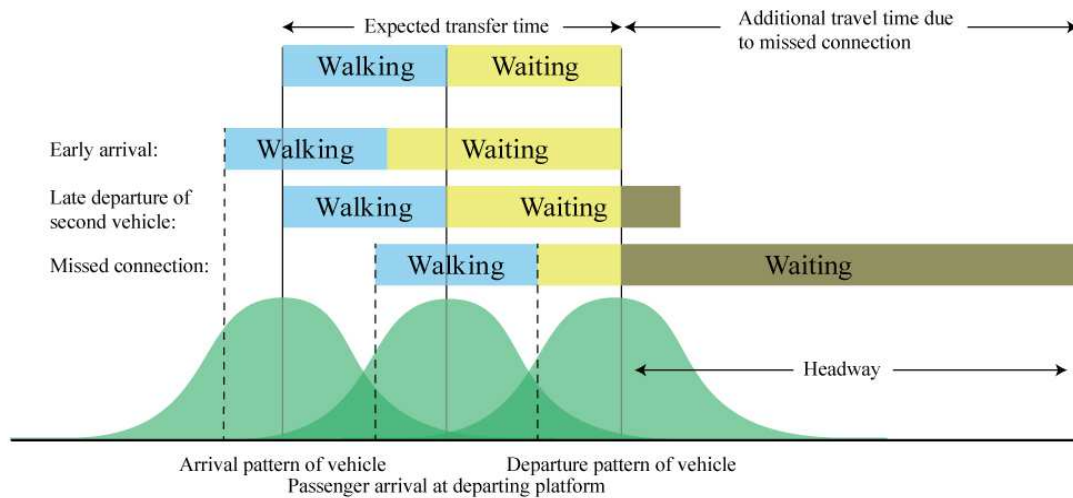 Expected transfer time
Additional travel time due
to missed connection
Walking
Waiting
Early arrival:
Walking
Waiting
Late departure of
second vehicle:
Walking
Waiting
Missed connection:
Walking
Waiting
Headway
Arrival pattern of vehicle
Departure pattern of vehicle
Passenger arrival at departing platform